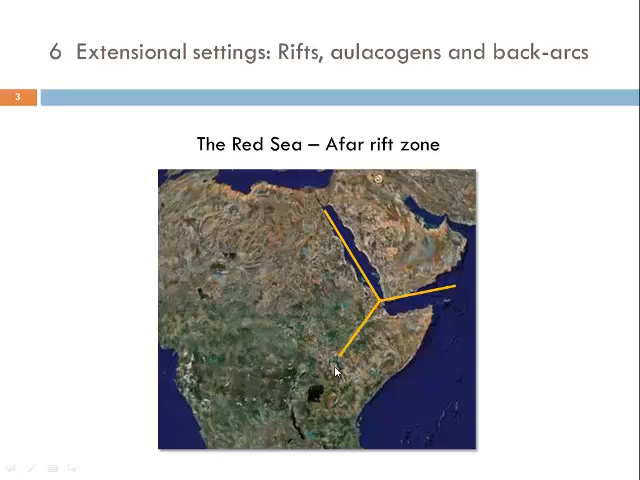 6 Extensional settings: Rifts, aulacogens and back-arcs
3
The Red Sea – Afar rift zone